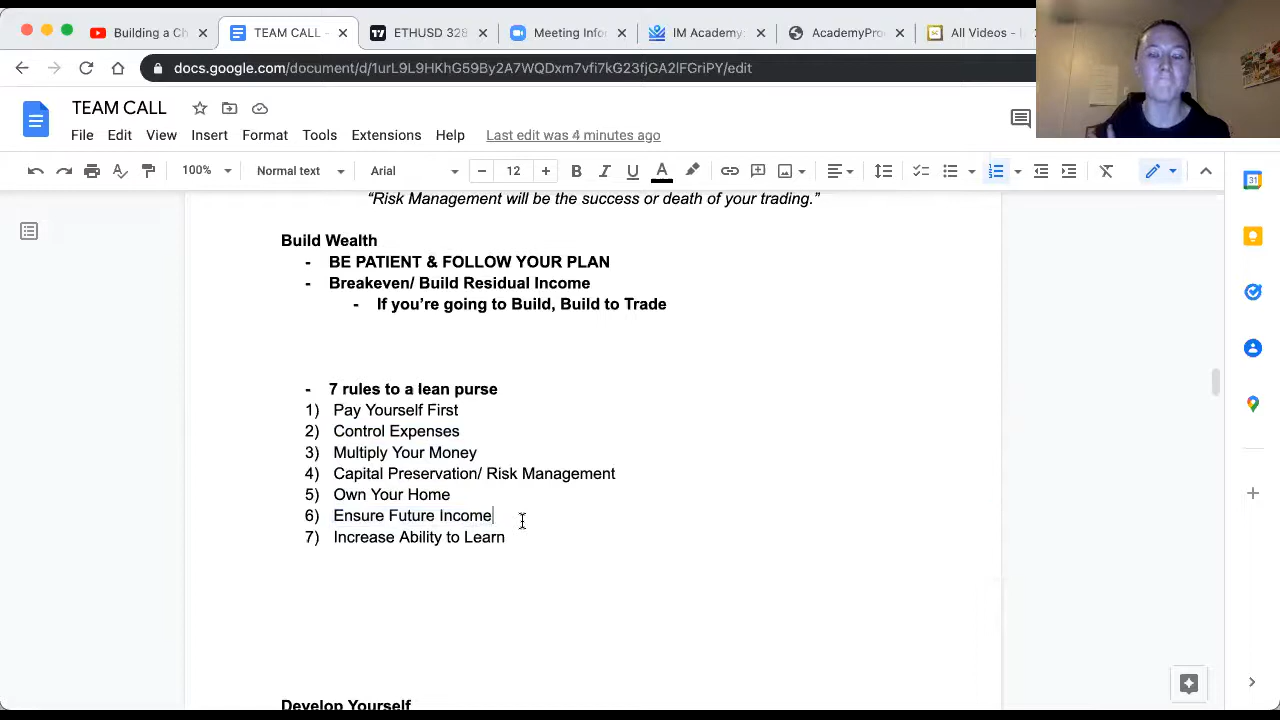 Building a Ch
TEAM CALL -
ETHUSD 328
Meeting Info
IM Academy:
AcademyPro
All Videos -
docs.google.com/document/d/1urL9L9HKhG59By2A7WQDxm7vfi7kG23fjGA2IFGriPY/edit
TEAM CALL
File Edit View Insert Format Tools Extensions Help Last edit was 4 minutes ago
100% Normal text Arial 12
“Risk Management will be the success or death of your trading.”
Build Wealth
- BE PATIENT & FOLLOW YOUR PLAN
- Breakeven/ Build Residual Income
- If you’re going to Build, Build to Trade
- 7 rules to a lean purse
1) Pay Yourself First
2) Control Expenses
3) Multiply Your Money
4) Capital Preservation/ Risk Management
5) Own Your Home
6) Ensure Future Income
7) Increase Ability to Learn
Develop Yourself